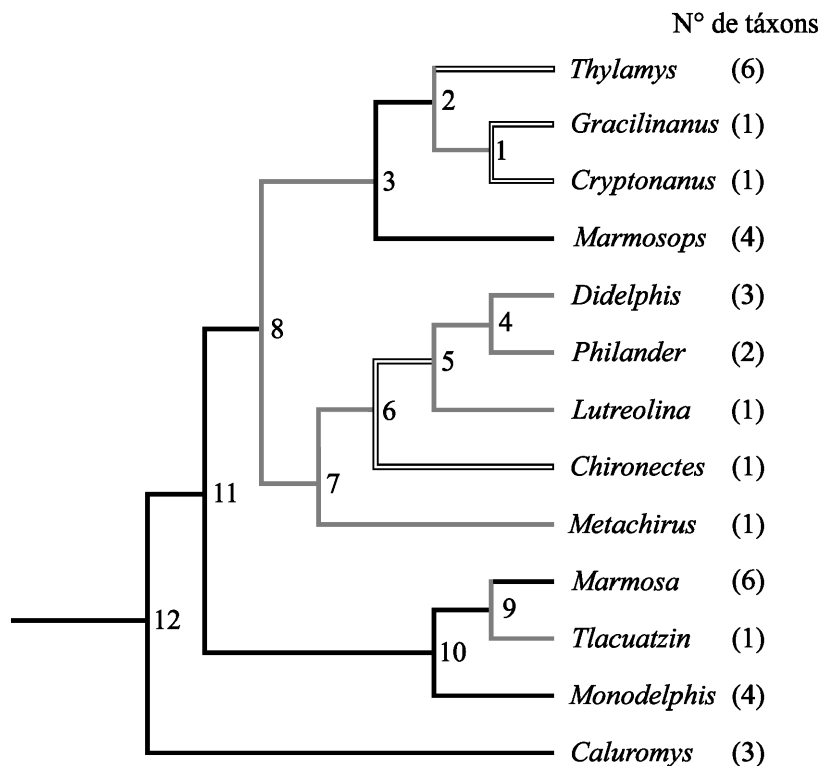 N° de táxons
Thylamys (6)
2
Gracilinanus (1)
1
3
Cryptonanus (1)
Marmosops (4)
Didelphis (3)
4
8
Philander (2)
5
6
Lutreolina (1)
Chironectes (1)
7
11
Metachirus (1)
Marmosa (6)
9
12
Tlacuatzin (1)
10
Monodelphis (4)
Caluromys (3)